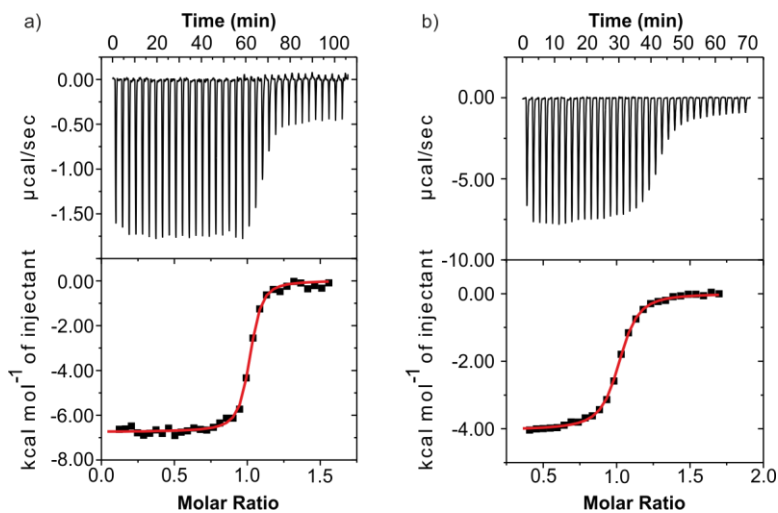 a)
Time (min)
0 20 40 60 80 100
0.00
-0.50
-1.00
-1.50
µcal/sec
0.00
-2.00
-4.00
-6.00
-8.00
kcal mol⁻¹ of injectant
0.0 0.5 1.0 1.5
Molar Ratio
b)
Time (min)
0 10 20 30 40 50 60 70
0.00
-5.00
-10.00
µcal/sec
0.00
-2.00
-4.00
kcal mol⁻¹ of injectant
0.5 1.0 1.5 2.0
Molar Ratio